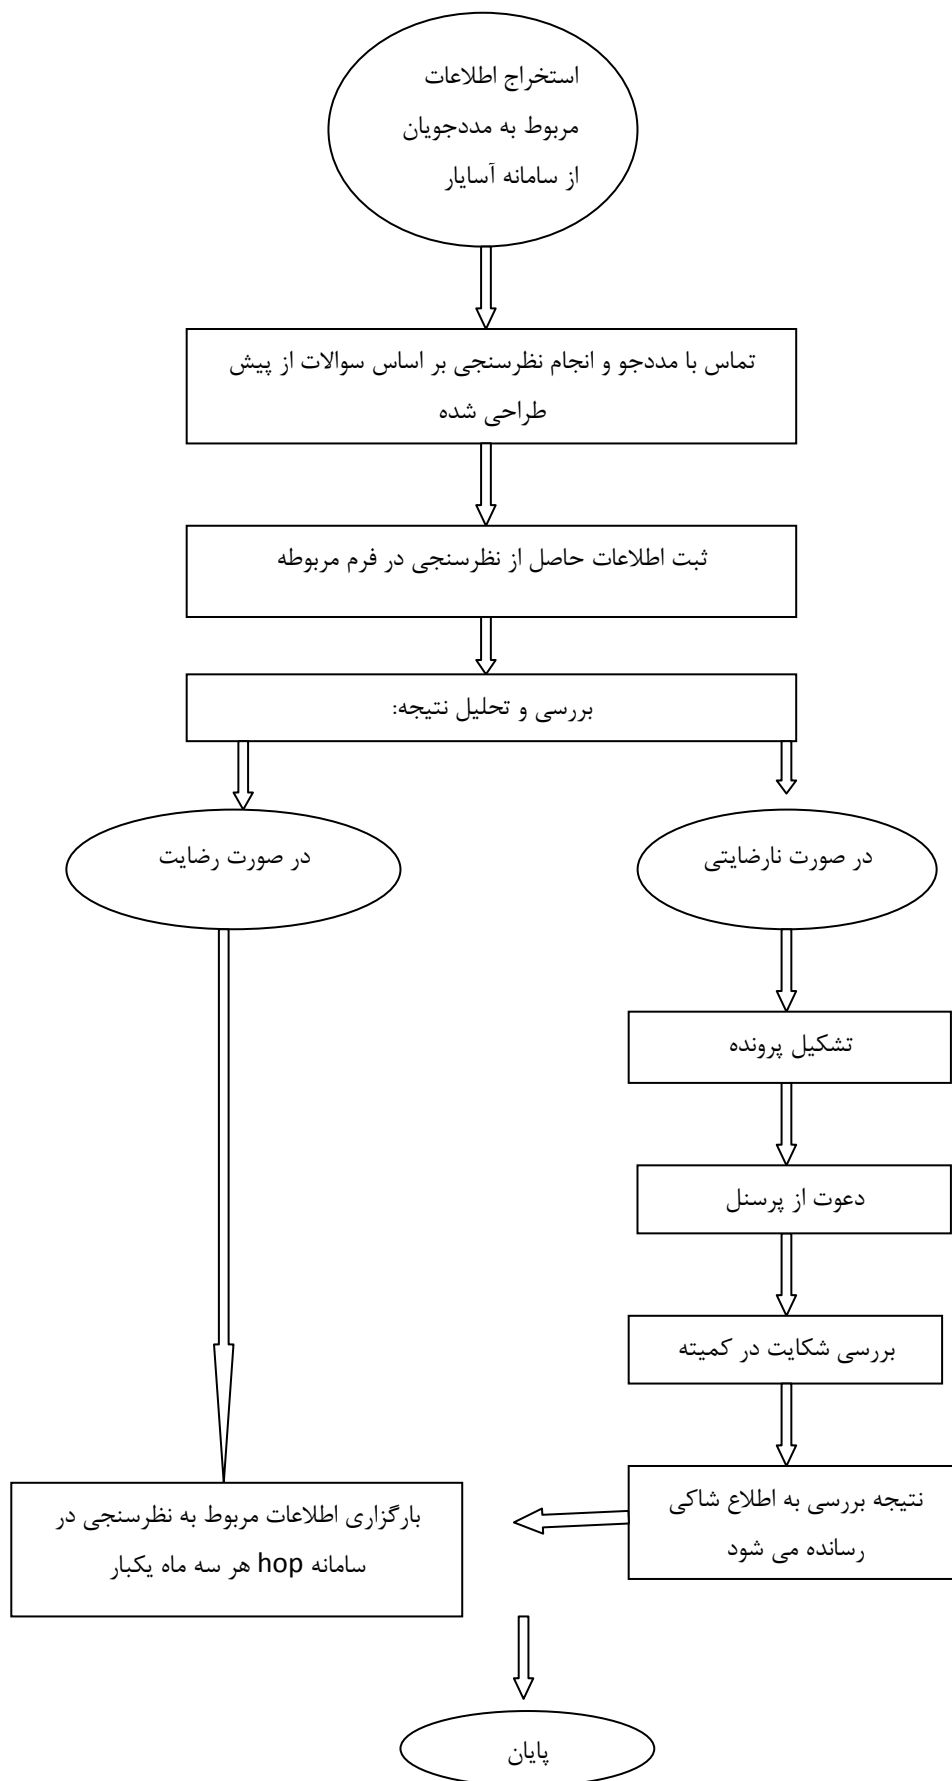 استخراج اطلاعات
مربوط به مددجویان
از سامانه آسایار
تماس با مددجو و انجام نظرسنجی بر اساس سوالات از پیش
طراحی شده
ثبت اطلاعات حاصل از نظرسنجی در فرم مربوطه
بررسی و تحلیل نتیجه:
در صورت نارضایتی
در صورت رضایت
تشکیل پرونده
دعوت از پرسنل
بررسی شکایت در کمیته
نتیجه بررسی به اطلاع شاکی
رسانده می شود
بارگزاری اطلاعات مربوط به نظرسنجی در
سامانه hop هر سه ماه یکبار
پایان